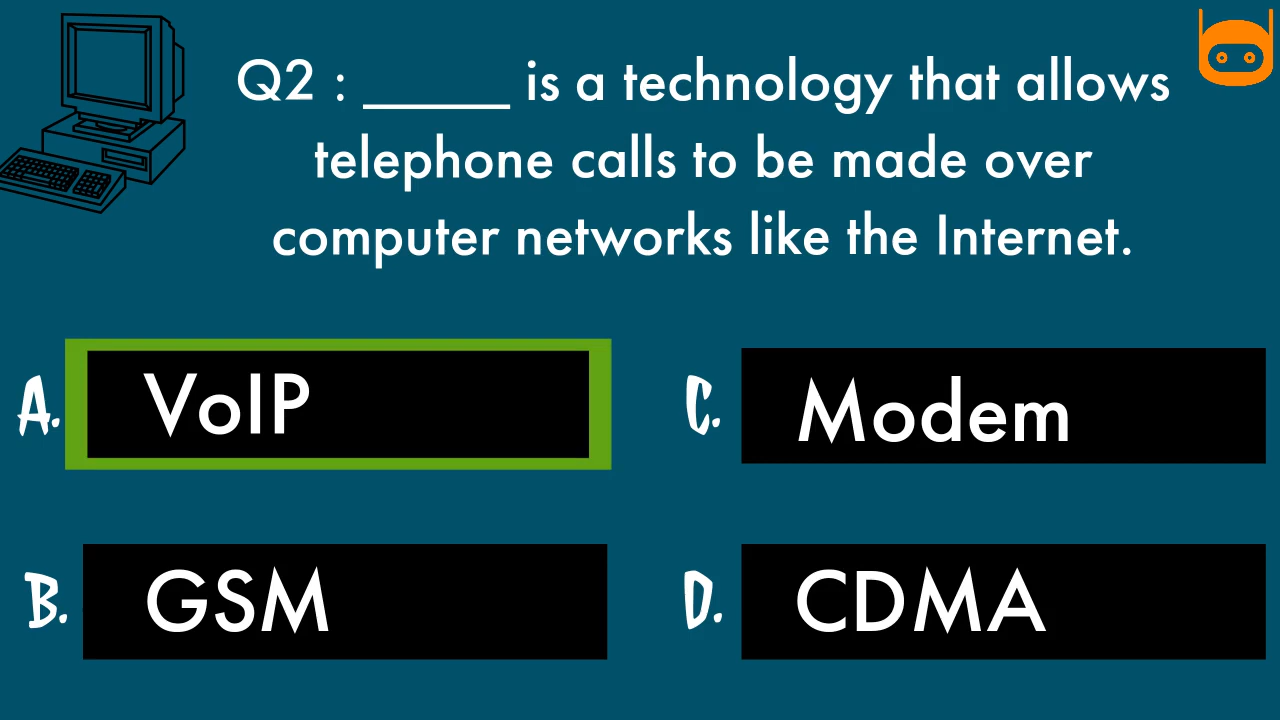 Q2 : _____ is a technology that allows
telephone calls to be made over
computer networks like the Internet.
A. VoIP
B. GSM
C. Modem
D. CDMA